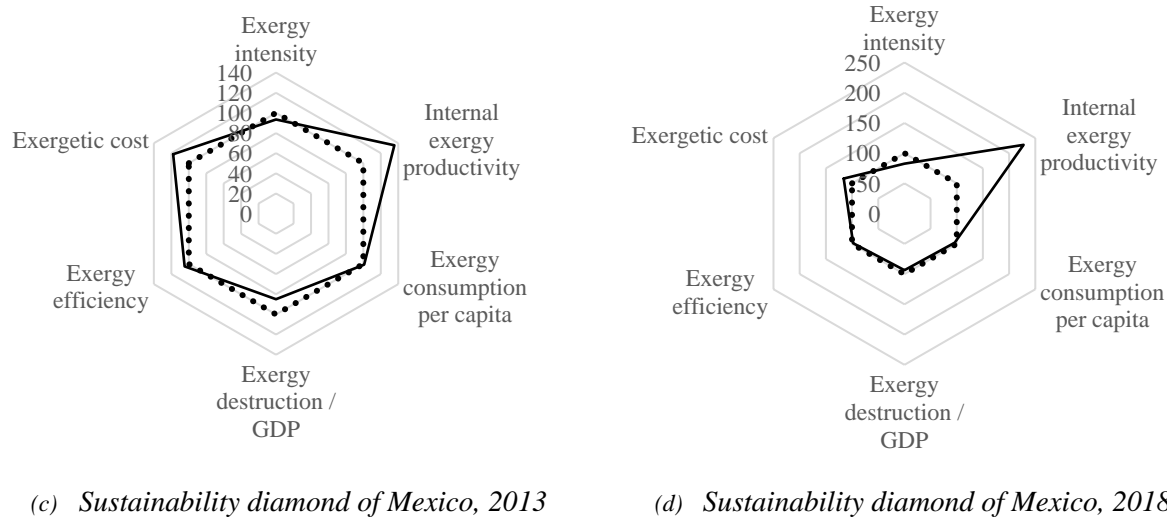 Exergy
intensity
140
120
100
80
60
40
20
0
Internal
exergy
productivity
Exergy
consumption
per capita
Exergy
destruction /
GDP
Exergy
efficiency
Exergetic cost
(c) Sustainability diamond of Mexico, 2013
Exergy
intensity
250
200
150
100
50
0
Internal
exergy
productivity
Exergy
consumption
per capita
Exergy
destruction /
GDP
Exergy
efficiency
Exergetic cost
(d) Sustainability diamond of Mexico, 2018